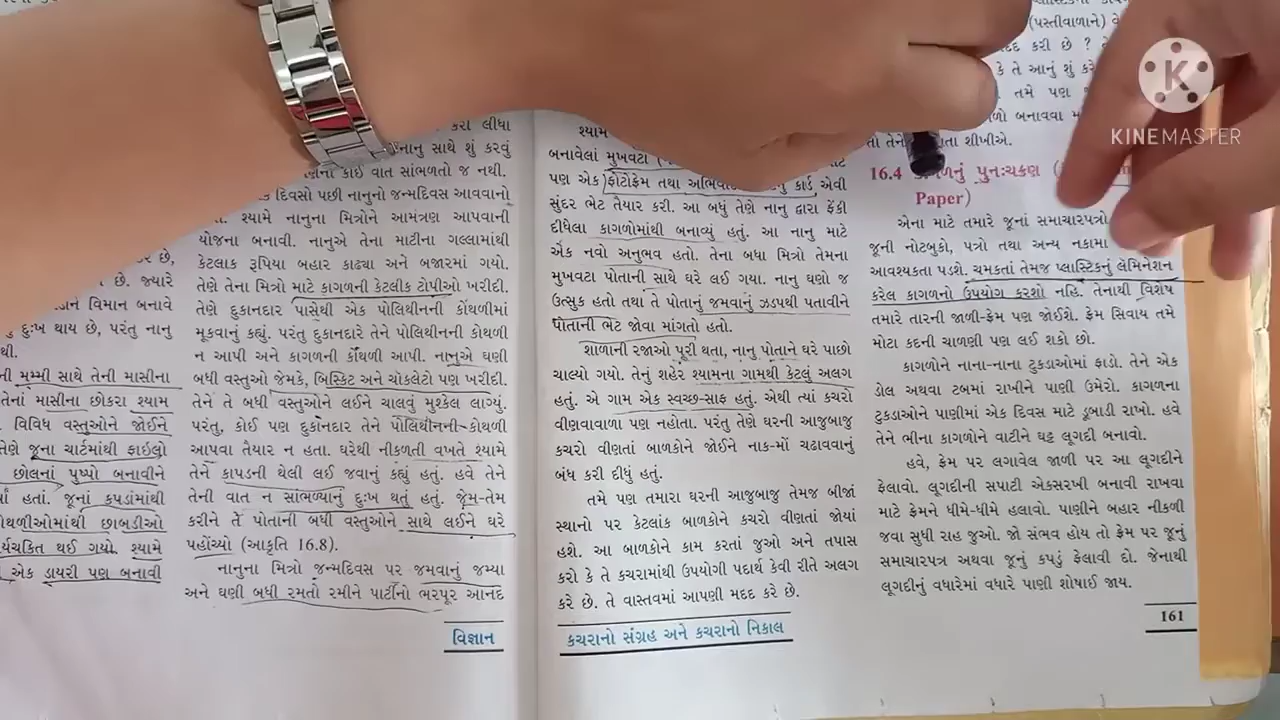 કરી લીધા
નાનુ સાથે શું કરવું
કોઈ વાત સાંભળતો જ નથી.
દિવસો પછી નાનુનો જન્મદિવસ આવવાનો
શ્યામે નાનુના મિત્રોને આમંત્રણ આપવાની
યોજના બનાવી. નાનુએ તેના માટીના ગલ્લામાંથી
કેટલાક રૂપિયા બહાર કાઢ્યા અને બજારમાં ગયો.
તેણે તેના મિત્રો માટે કાગળની કેટલીક ટોપીઓ ખરીદી.
તેણે દુકાનદાર પાસેથી એક પોલિથીનની કોથળીમાં
મૂકવાનું કહ્યું. પરંતુ દુકાનદારે તેને પોલિથીનની કોથળી
ન આપી અને કાગળની કોથળી આપી. નાનુએ ઘણી
બધી વસ્તુઓ જેમકે, બિસ્કિટ અને ચૉકલેટો પણ ખરીદી.
તેને તે બધી વસ્તુઓને લઈને ચાલવું મુશ્કેલ લાગ્યું.
પરંતુ, કોઈ પણ દુકાનદાર તેને પોલિથીનની-કોથળી
આપવા તૈયાર ન હતા. ઘરેથી નીકળતી વખતે શ્યામે
તેને કાપડની થેલી લઈ જવાનું કહ્યું હતું. હવે તેને
તેની વાત ન સાંભળ્યાનું દુઃખ થતું હતું. જેમ-તેમ
કરીને તે પોતાની બધી વસ્તુઓને સાથે લઈને ઘરે
પહોંચ્યો (આકૃતિ 16.8).
નાનુના મિત્રો જન્મદિવસ પર જમવાનું જમ્યા
અને ઘણી બધી રમતો રમીને પાર્ટીનો ભરપૂર આનંદ
છે. જ્યારે
વિમાન બનાવે
દુઃખ થાય છે, પરંતુ નાનુ
મમ્મી સાથે તેની માસીના
તેનાં માસીના છોકરા શ્યામ
વિવિધ વસ્તુઓને જોઈને
તેણે જૂના ચાર્ટમાંથી ફાઇલો
છોલનાં પુષ્પો બનાવીને
હતાં. જૂનાં કપડાંમાંથી
છાબડીઓ
થઈ ગયો. શ્યામે
એક ડાયરી પણ બનાવી
વિજ્ઞાન
શ્યામ
બનાવેલાં મુખવટા
પણ એક ફોટોફ્રેમ તથા કાર્ડ એવી
સુંદર ભેટ તૈયાર કરી. આ બધું તેણે નાનુ દ્વારા ફેંકી
દીધેલા કાગળોમાંથી બનાવ્યું હતું. આ નાનુ માટે
એક નવો અનુભવ હતો. તેના બધા મિત્રો તેમના
મુખવટા પોતાની સાથે ઘરે લઈ ગયા. નાનુ ઘણો જ
ઉત્સુક હતો તથા તે પોતાનું જમવાનું ઝડપથી પતાવીને
પોતાની ભેટ જોવા માંગતો હતો.
શાળાની રજાઓ પૂરી થતા, નાનુ પોતાને ઘરે પાછો
ચાલ્યો ગયો. તેનું શહેર શ્યામના ગામથી કેટલું અલગ
હતું. એ ગામ એક સ્વચ્છ-સાફ હતું. એથી ત્યાં કચરો
વીણવાવાળા પણ નહોતા. પરંતુ તેણે ઘરની આજુબાજુ
કચરો વીણતાં બાળકોને જોઈને નાક-મોં ચઢાવવાનું
બંધ કરી દીધું હતું.
તમે પણ તમારા ઘરની આજુબાજુ તેમજ બીજાં
સ્થાનો પર કેટલાંક બાળકોને કચરો વીણતાં જોયાં
હશે. આ બાળકોને કામ કરતાં જુઓ અને તપાસ
કરો કે તે કચરામાંથી ઉપયોગી પદાર્થ કેવી રીતે અલગ
કરે છે. તે વાસ્તવમાં આપણી મદદ કરે છે.
કચરાનો સંગ્રહ અને કચરાનો નિકાલ
(પસ્તીવાળાને)
કરી છે ?
કે તે આનું શું કરે
તમે પણ
બનાવવા
શીખીએ.
16.4 પુનઃચક્રણ
Paper)
એના માટે તમારે જૂનાં સમાચારપત્રો
જૂની નોટબુકો, પત્રો તથા અન્ય નકામા
આવશ્યકતા પડશે. ચમકતાં તેમજ પ્લાસ્ટિકનું લેમિનેશન
કરેલ કાગળનો ઉપયોગ કરશો નહિ. તેનાથી વિશેષ
તમારે તારની જાળી-ફ્રેમ પણ જોઈશે. ફ્રેમ સિવાય તમે
મોટા કદની ચાળણી પણ લઈ શકો છો.
કાગળોને નાના-નાના ટુકડાઓમાં ફાડો. તેને એક
ડોલ અથવા ટબમાં રાખીને પાણી ઉમેરો. કાગળના
ટુકડાઓને પાણીમાં એક દિવસ માટે ડૂબાડી રાખો. હવે
તેને ભીના કાગળોને વાટીને ઘટ્ટ લૂગદી બનાવો.
હવે, ફ્રેમ પર લગાવેલ જાળી પર આ લૂગદીને
ફેલાવો. લૂગદીની સપાટી એકસરખી બનાવી રાખવા
માટે ફ્રેમને ધીમે-ધીમે હલાવો. પાણીને બહાર નીકળી
જવા સુધી રાહ જુઓ. જો સંભવ હોય તો ફ્રેમ પર જૂનું
સમાચારપત્ર અથવા જૂનું કપડું ફેલાવી દો. જેનાથી
લૂગદીનું વધારેમાં વધારે પાણી શોષાઈ જાય.
161
KINEMASTER